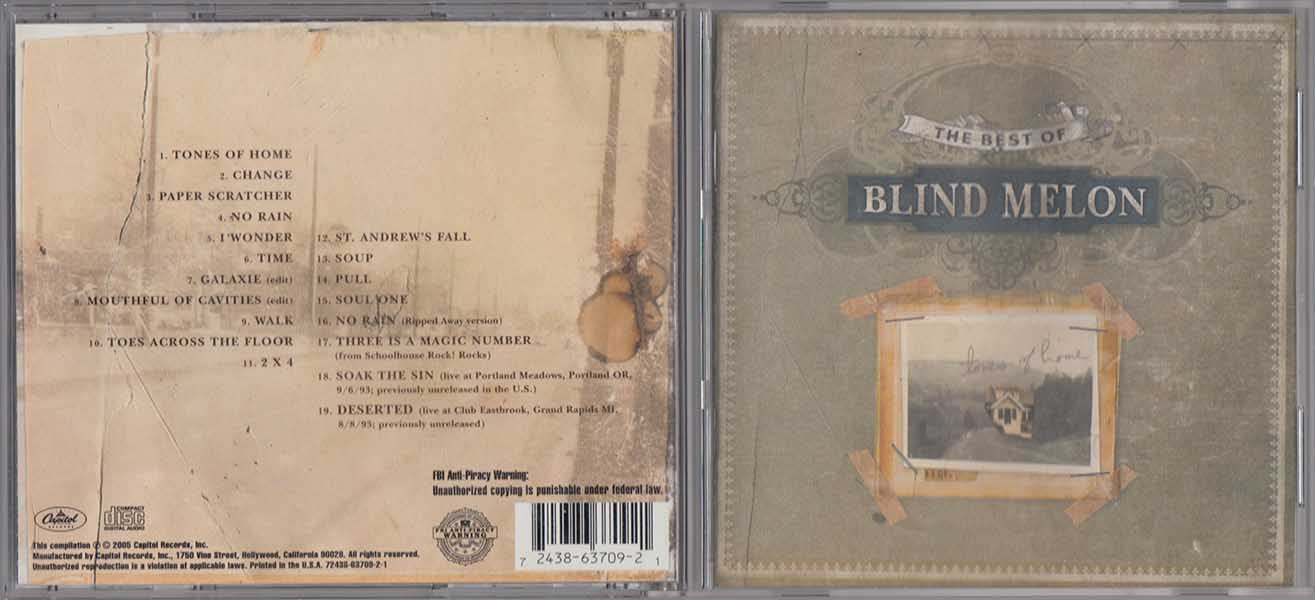 1. TONES OF HOME
2. CHANGE
3. PAPER SCRATCHER
4. NO RAIN
5. I WONDER
6. TIME
7. GALAXIE (edit)
8. MOUTHFUL OF CAVITIES (edit)
9. WALK
10. TOES ACROSS THE FLOOR
11. 2 X 4
12. ST. ANDREW'S FALL
13. SOUP
14. PULL
15. SOUL ONE
16. NO RAIN (Ripped Away version)
17. THREE IS A MAGIC NUMBER
(from Schoolhouse Rock! Rocks)
18. SOAK THE SIN (live at Portland Meadows, Portland OR,
9/6/93; previously unreleased in the U.S.)
19. DESERTED (live at Club Eastbrook, Grand Rapids MI,
8/8/93; previously unreleased)
FBI Anti-Piracy Warning:
Unauthorized copying is punishable under federal law.
Capitol
RECORDS
COMPACT
disc
DIGITAL AUDIO
FBI ANTI-PIRACY
WARNING
This compilation ℗ © 2005 Capitol Records, Inc.
Manufactured by Capitol Records, Inc., 1750 Vine Street, Hollywood, California 90028. All rights reserved.
Unauthorized reproduction is a violation of applicable laws. Printed in the U.S.A. 72438-63709-2-1
7 2438-63709-2 1
THE BEST OF
BLIND MELON
tones of home